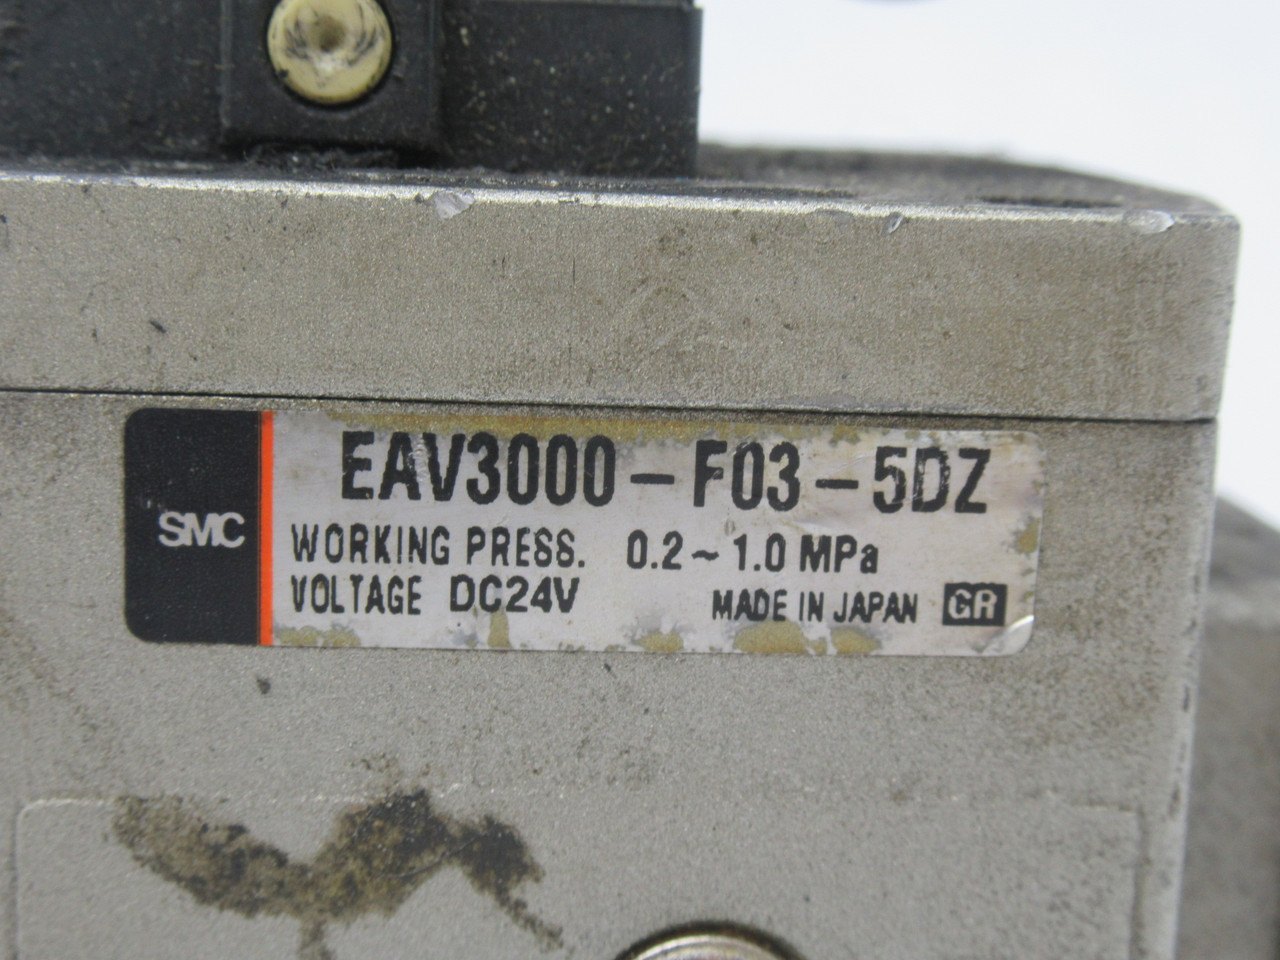 EAV3000-F03-5DZ
SMC
WORKING PRESS. 0.2~1.0 MPa
VOLTAGE DC24V MADE IN JAPAN GR